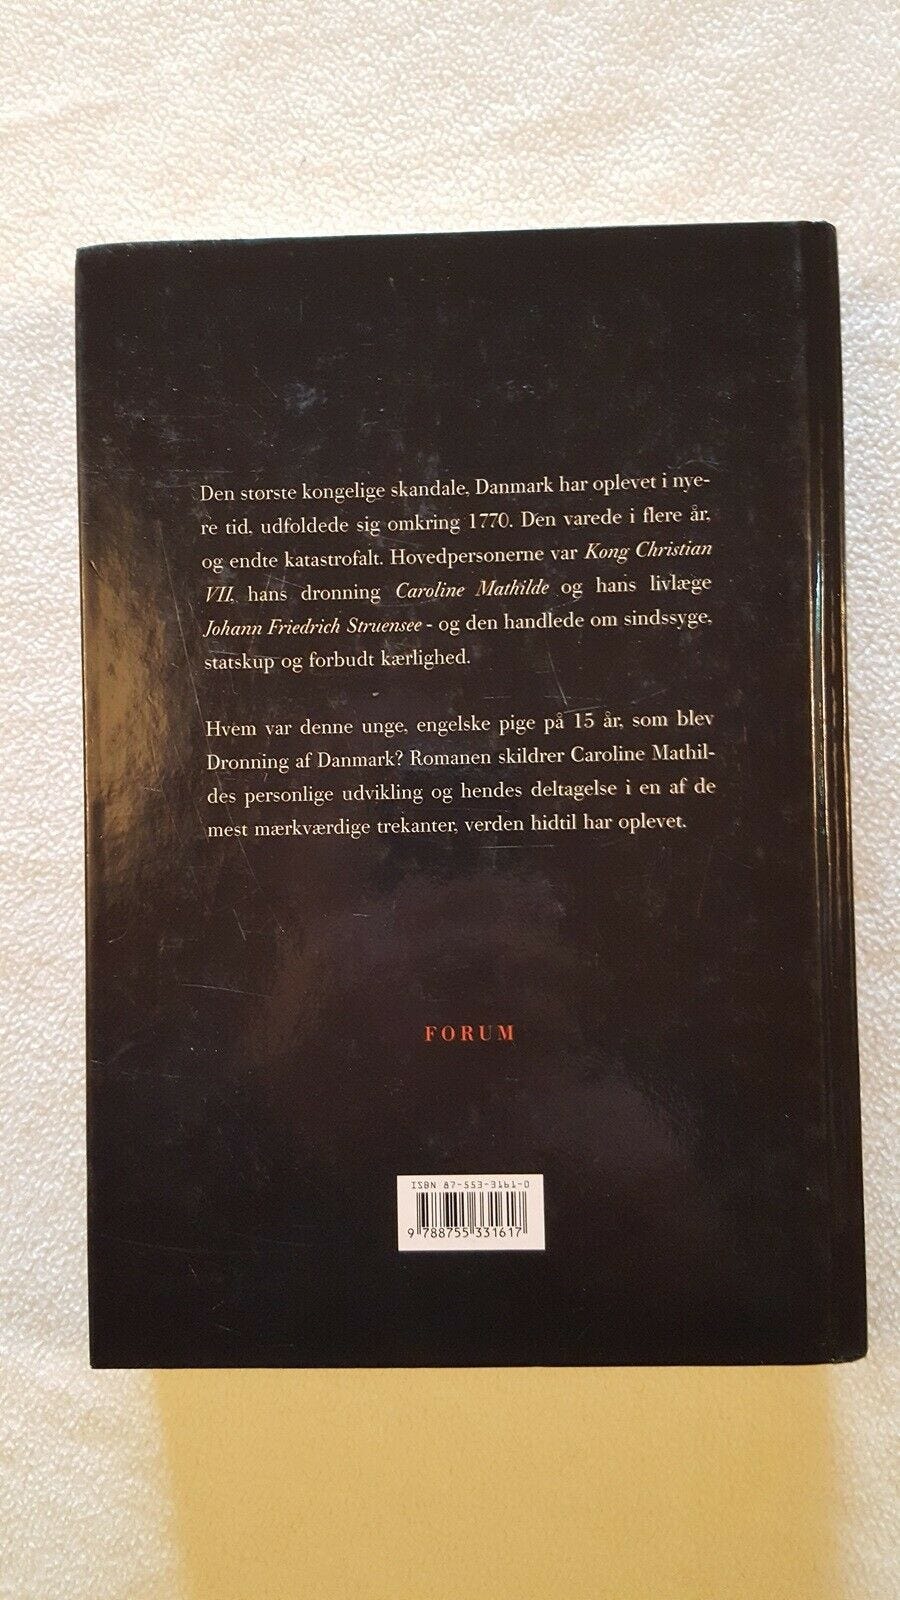 Den største kongelige skandale, Danmark har oplevet i nye-
re tid, udfoldede sig omkring 1770. Den varede i flere år,
og endte katastrofalt. Hovedpersonerne var Kong Christian
VII, hans dronning Caroline Mathilde og hans livlæge
Johann Friedrich Struensee - og den handlede om sindssyge,
statskup og forbudt kærlighed.
Hvem var denne unge, engelske pige på 15 år, som blev
Dronning af Danmark? Romanen skildrer Caroline Mathil-
des personlige udvikling og hendes deltagelse i en af de
mest mærkværdige trekanter, verden hidtil har oplevet.
FORUM
ISBN 87-553-3161-0
9 788755 331617